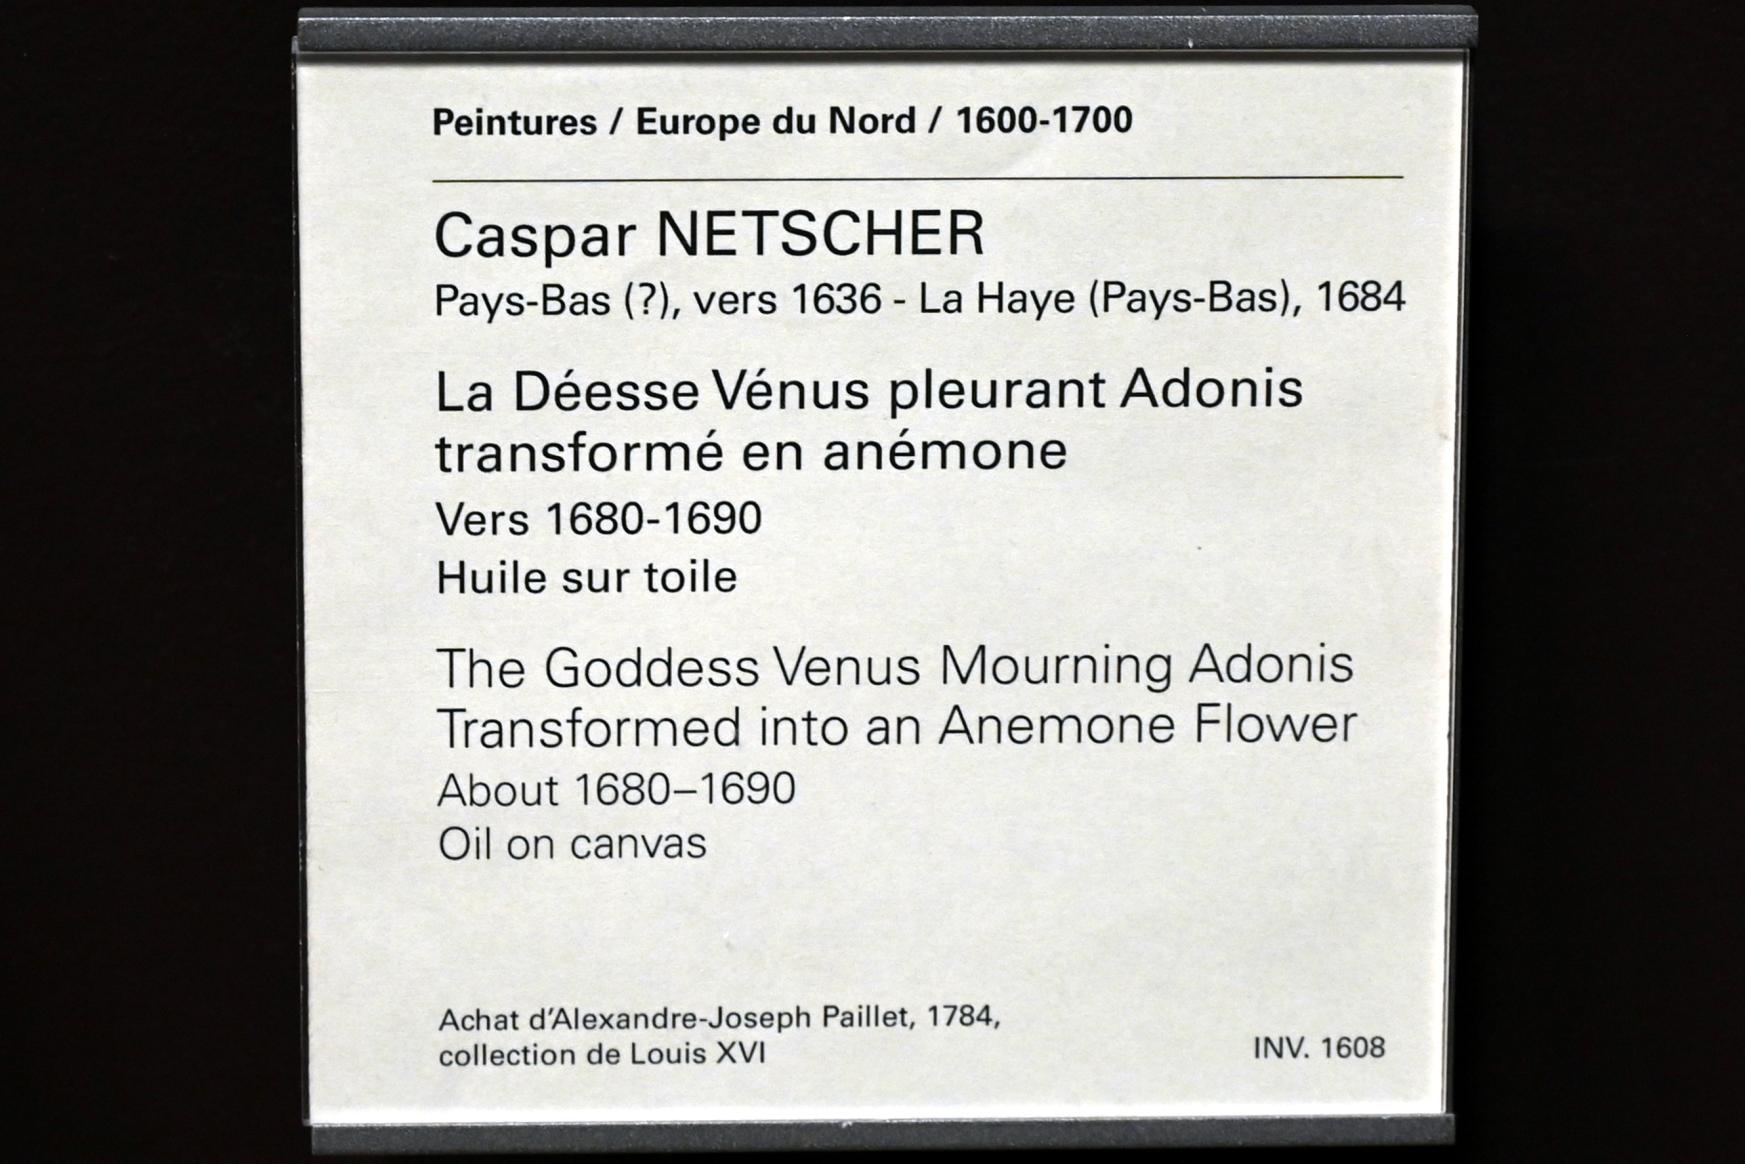 Peintures / Europe du Nord / 1600-1700
Caspar NETSCHER
Pays-Bas (?), vers 1636 - La Haye (Pays-Bas), 1684
La Déesse Vénus pleurant Adonis
transformé en anémone
Vers 1680-1690
Huile sur toile
The Goddess Venus Mourning Adonis
Transformed into an Anemone Flower
About 1680–1690
Oil on canvas
Achat d'Alexandre-Joseph Paillet, 1784,
collection de Louis XVI
INV. 1608